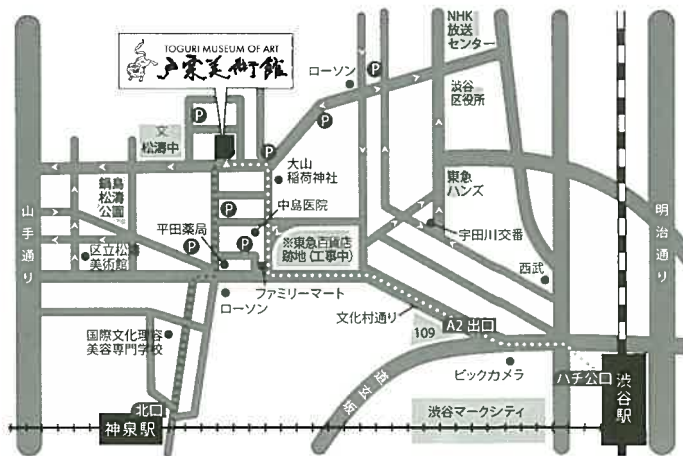 TOGURI MUSEUM OF ART
戸栗美術館
NHK
放送
センター
ローソン
P
P
P
P
P
P
P
渋谷
区役所
文
松濤中
大山
稲荷神社
東急
ハンズ
鍋島
松濤
公園
中島医院
山手通り
明治通り
平田薬局
※東急百貨店
跡地(工事中)
宇田川交番
区立松濤
美術館
西武
ファミリーマート
ローソン
文化村通り
A2 出口
109
国際文化理容
美容専門学校
ビックカメラ
ハチ公口
渋谷駅
道玄坂
北口
神泉駅
渋谷マークシティ